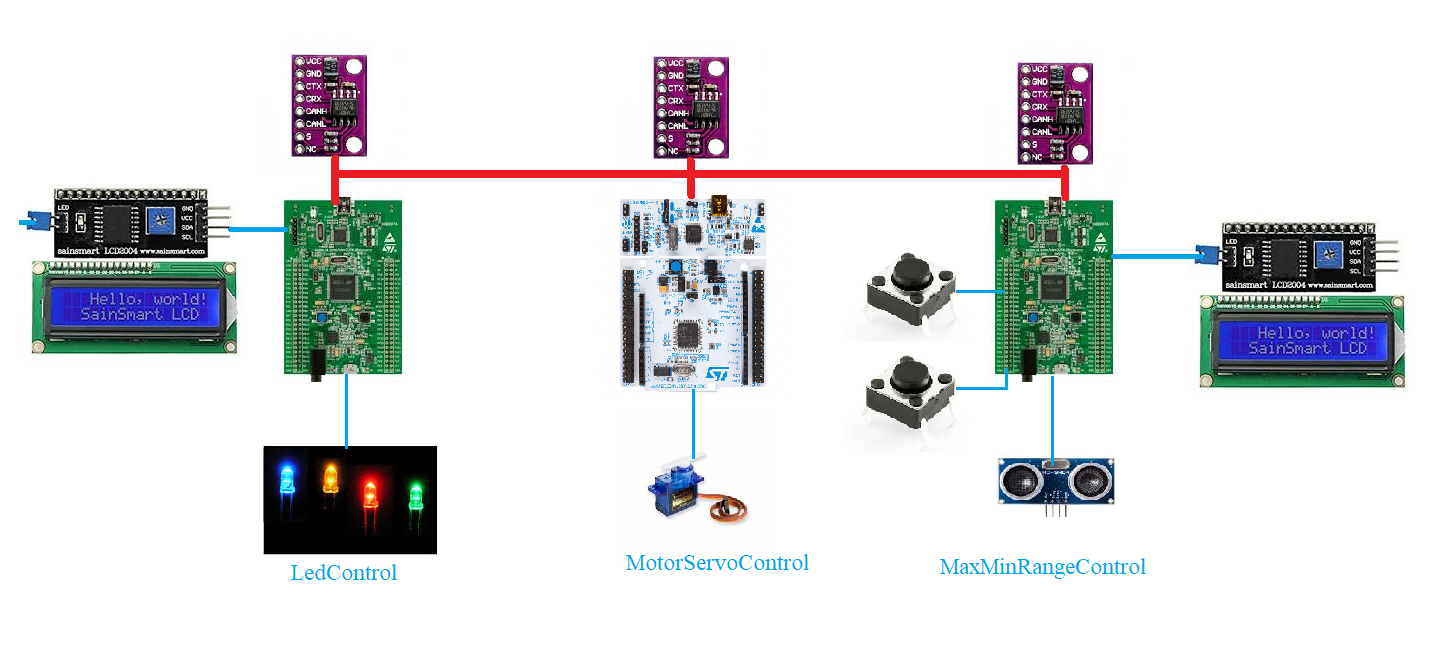 VCC
GND
CTX
CRX
CANH
CANL
S
NC
VCC
GND
CTX
CRX
CANH
CANL
S
NC
VCC
GND
CTX
CRX
CANH
CANL
S
NC
LED
GND
VCC
SDA
SCL
sainsmart LCD2004 www.sainsmart.com
Hello, world!
SainSmart LCD
LED
GND
VCC
SDA
SCL
sainsmart LCD2004 www.sainsmart.com
Hello, world!
SainSmart LCD
LedControl
MotorServoControl
MaxMinRangeControl